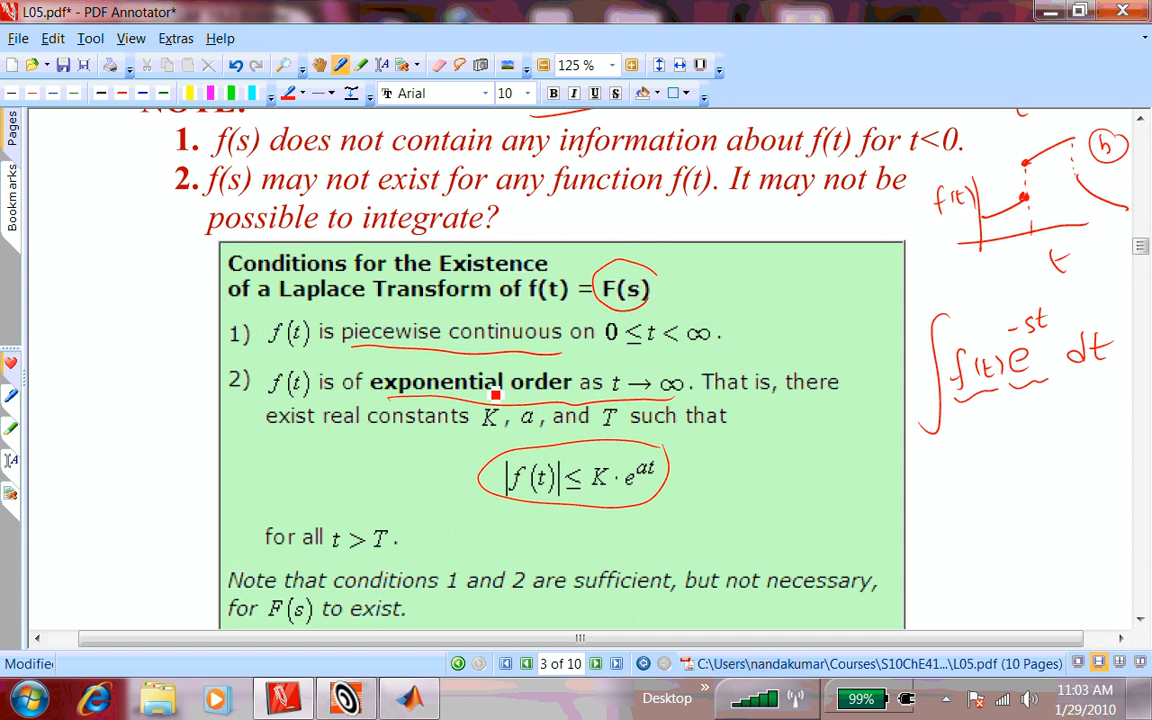 L05.pdf* - PDF Annotator*
File Edit Tool View Extras Help
125 %
Arial 10 B I U S
NOTE:
1. f(s) does not contain any information about f(t) for t<0.
2. f(s) may not exist for any function f(t). It may not be
possible to integrate?
Pages
Bookmarks
Conditions for the Existence
of a Laplace Transform of f(t) = F(s)
1) f(t) is piecewise continuous on 0 ≤ t < ∞ .
2) f(t) is of exponential order as t → ∞ . That is, there
exist real constants K , a , and T such that
|f(t)| ≤ K · e^{at}
for all t > T .
Note that conditions 1 and 2 are sufficient, but not necessary,
for F(s) to exist.
f(t)
t
∫ f(t) e^{-st} dt
Modifie
3 of 10
C:\Users\nandakumar\Courses\S10ChE41...\L05.pdf (10 Pages)
Desktop »
99%
11:03 AM
1/29/2010